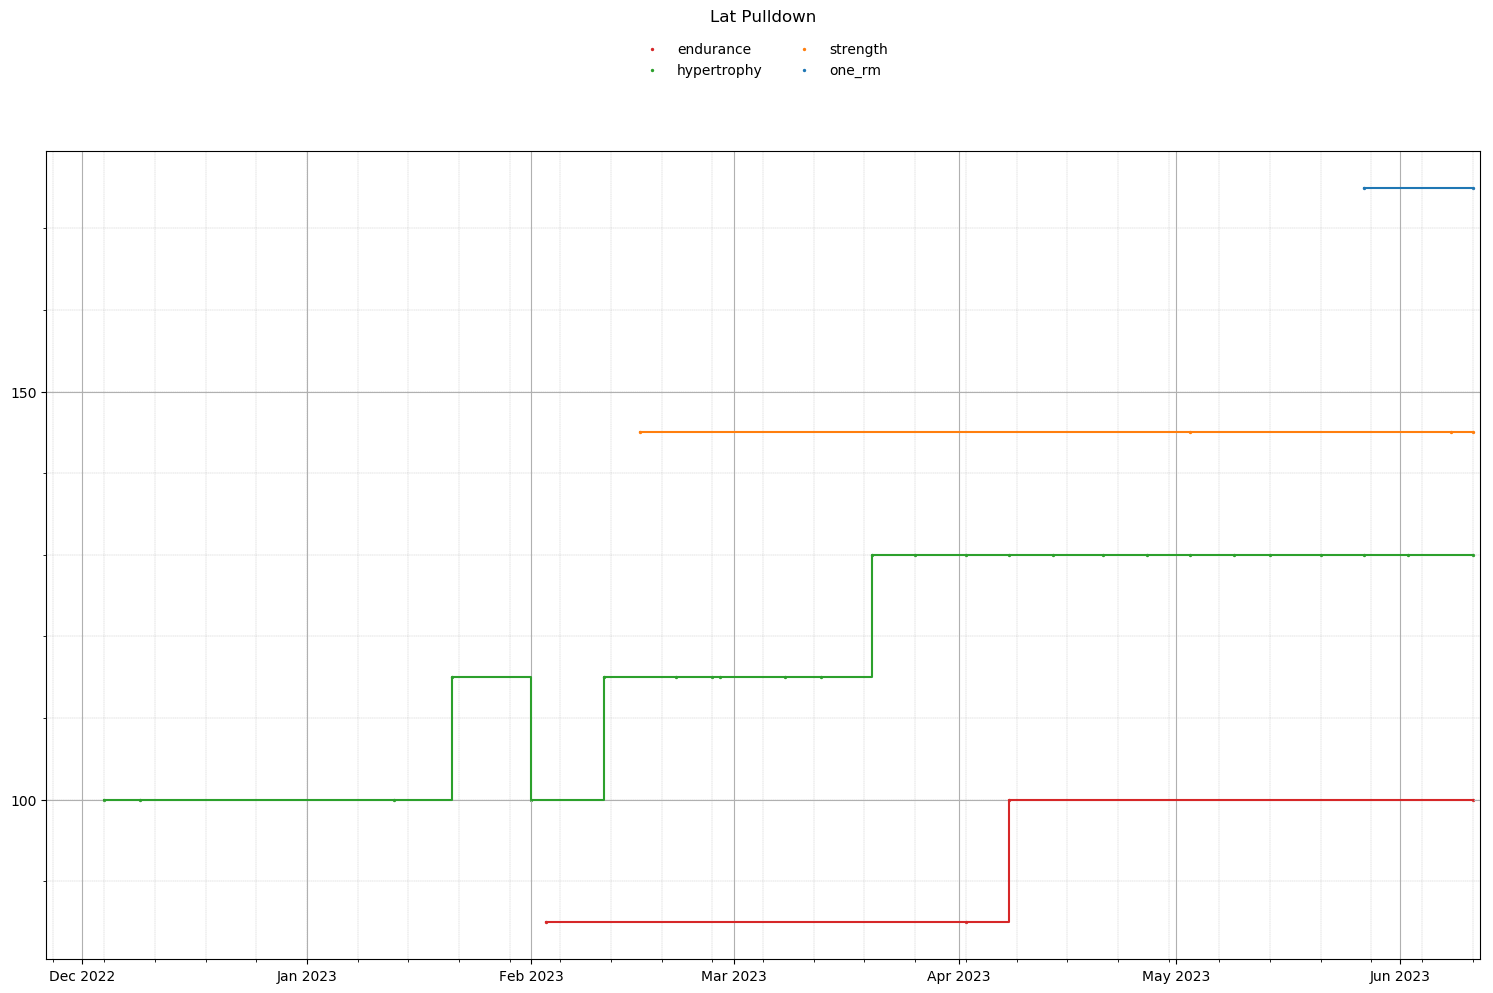 Lat Pulldown
endurance strength
hypertrophy one_rm
150
100
Dec 2022 Jan 2023 Feb 2023 Mar 2023 Apr 2023 May 2023 Jun 2023